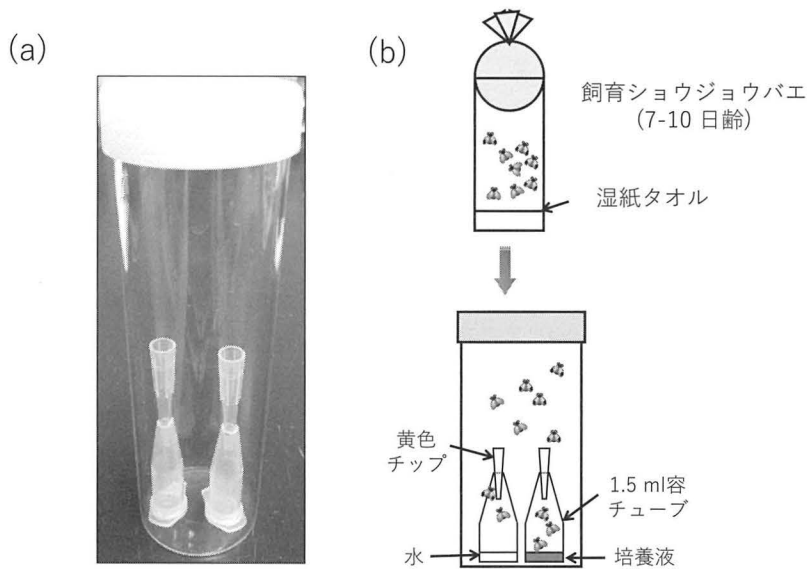 (a)
(b)
飼育ショウジョウバエ
(7-10 日齢)
湿紙タオル
黄色
チップ
1.5 ml容
チューブ
水
培養液